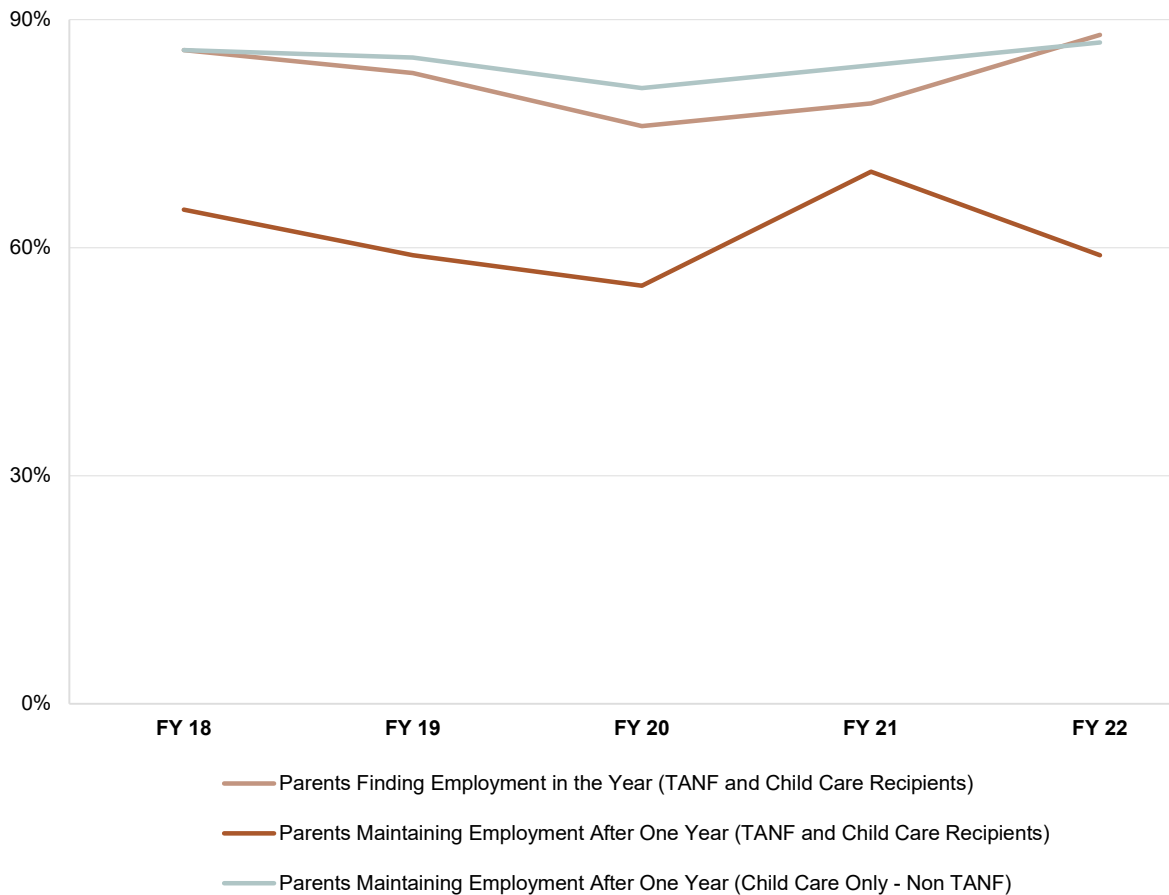 90%
60%
30%
0%
FY 18 FY 19 FY 20 FY 21 FY 22
Parents Finding Employment in the Year (TANF and Child Care Recipients)
Parents Maintaining Employment After One Year (TANF and Child Care Recipients)
Parents Maintaining Employment After One Year (Child Care Only - Non TANF)